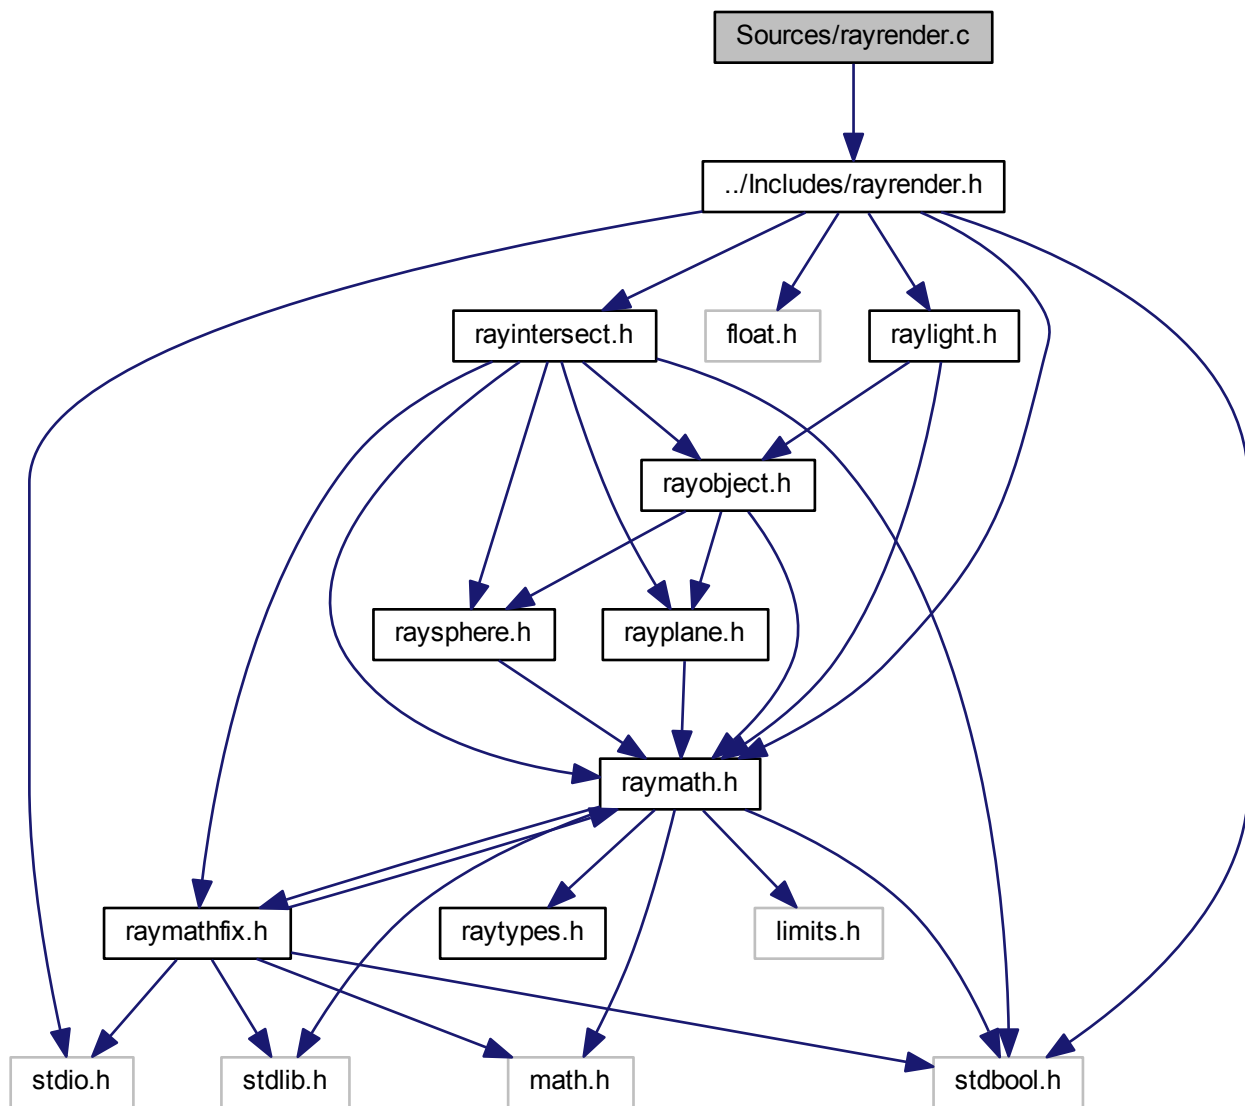 Sources/rayrender.c
../Includes/rayrender.h
rayintersect.h
float.h
raylight.h
rayobject.h
raysphere.h
rayplane.h
raymath.h
raymathfix.h
raytypes.h
limits.h
stdio.h
stdlib.h
math.h
stdbool.h